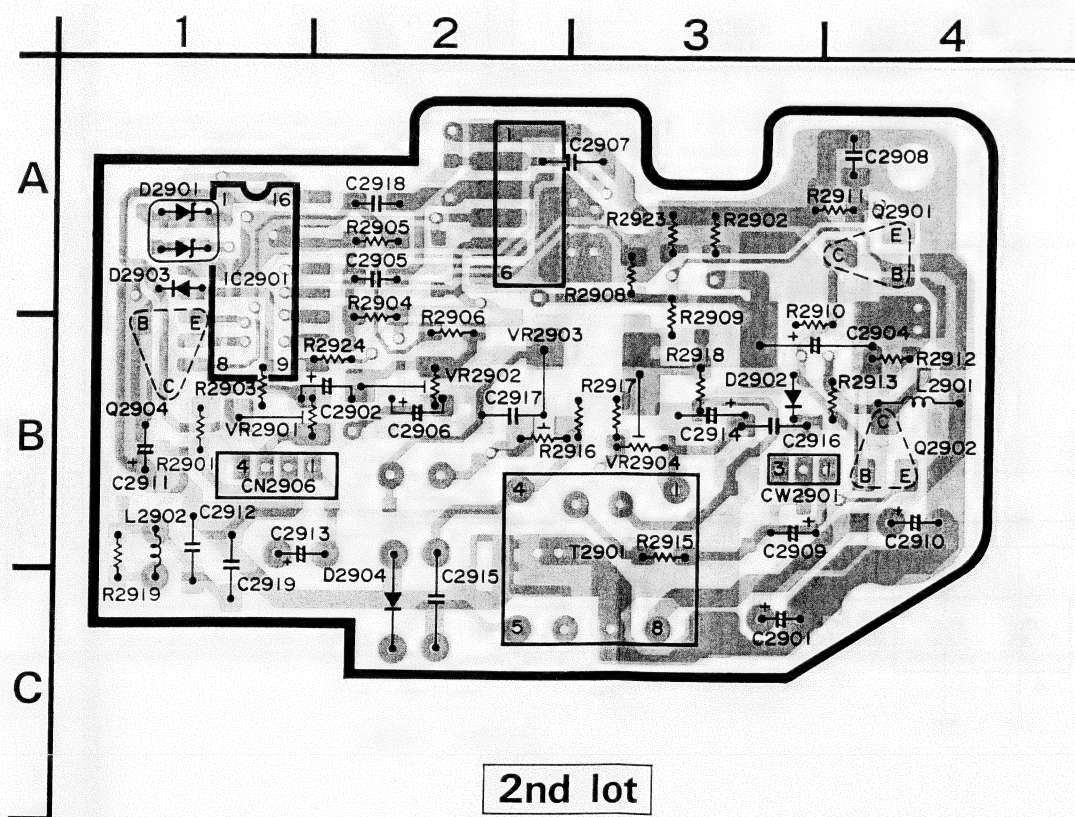 1 2 3 4
A
1
C2907
C2908
D2901
1 16
C2918
R2911
R2923 R2902
Q2901
R2905
E
C
D2903
IC2901
C2905
6
B
R2908
R2904
R2909
R2910
B E
R2906
VR2903
C2904
8 9
R2924
R2918
R2912
C
R2903
VR2902
R2917
D2902
R2913
L2901
Q2904
C2902
C2917
C
B
VR2901
C2906
C2914
C2916
R2901
R2916
Q2902
C2911
4 1
CN2906
VR2904
3 1
B E
4 1
CW2901
L2902
C2912
C2913
T2901
R2915
C2909
C2910
R2919
C2919
D2904
C2915
5 8
C2901
C
2nd lot